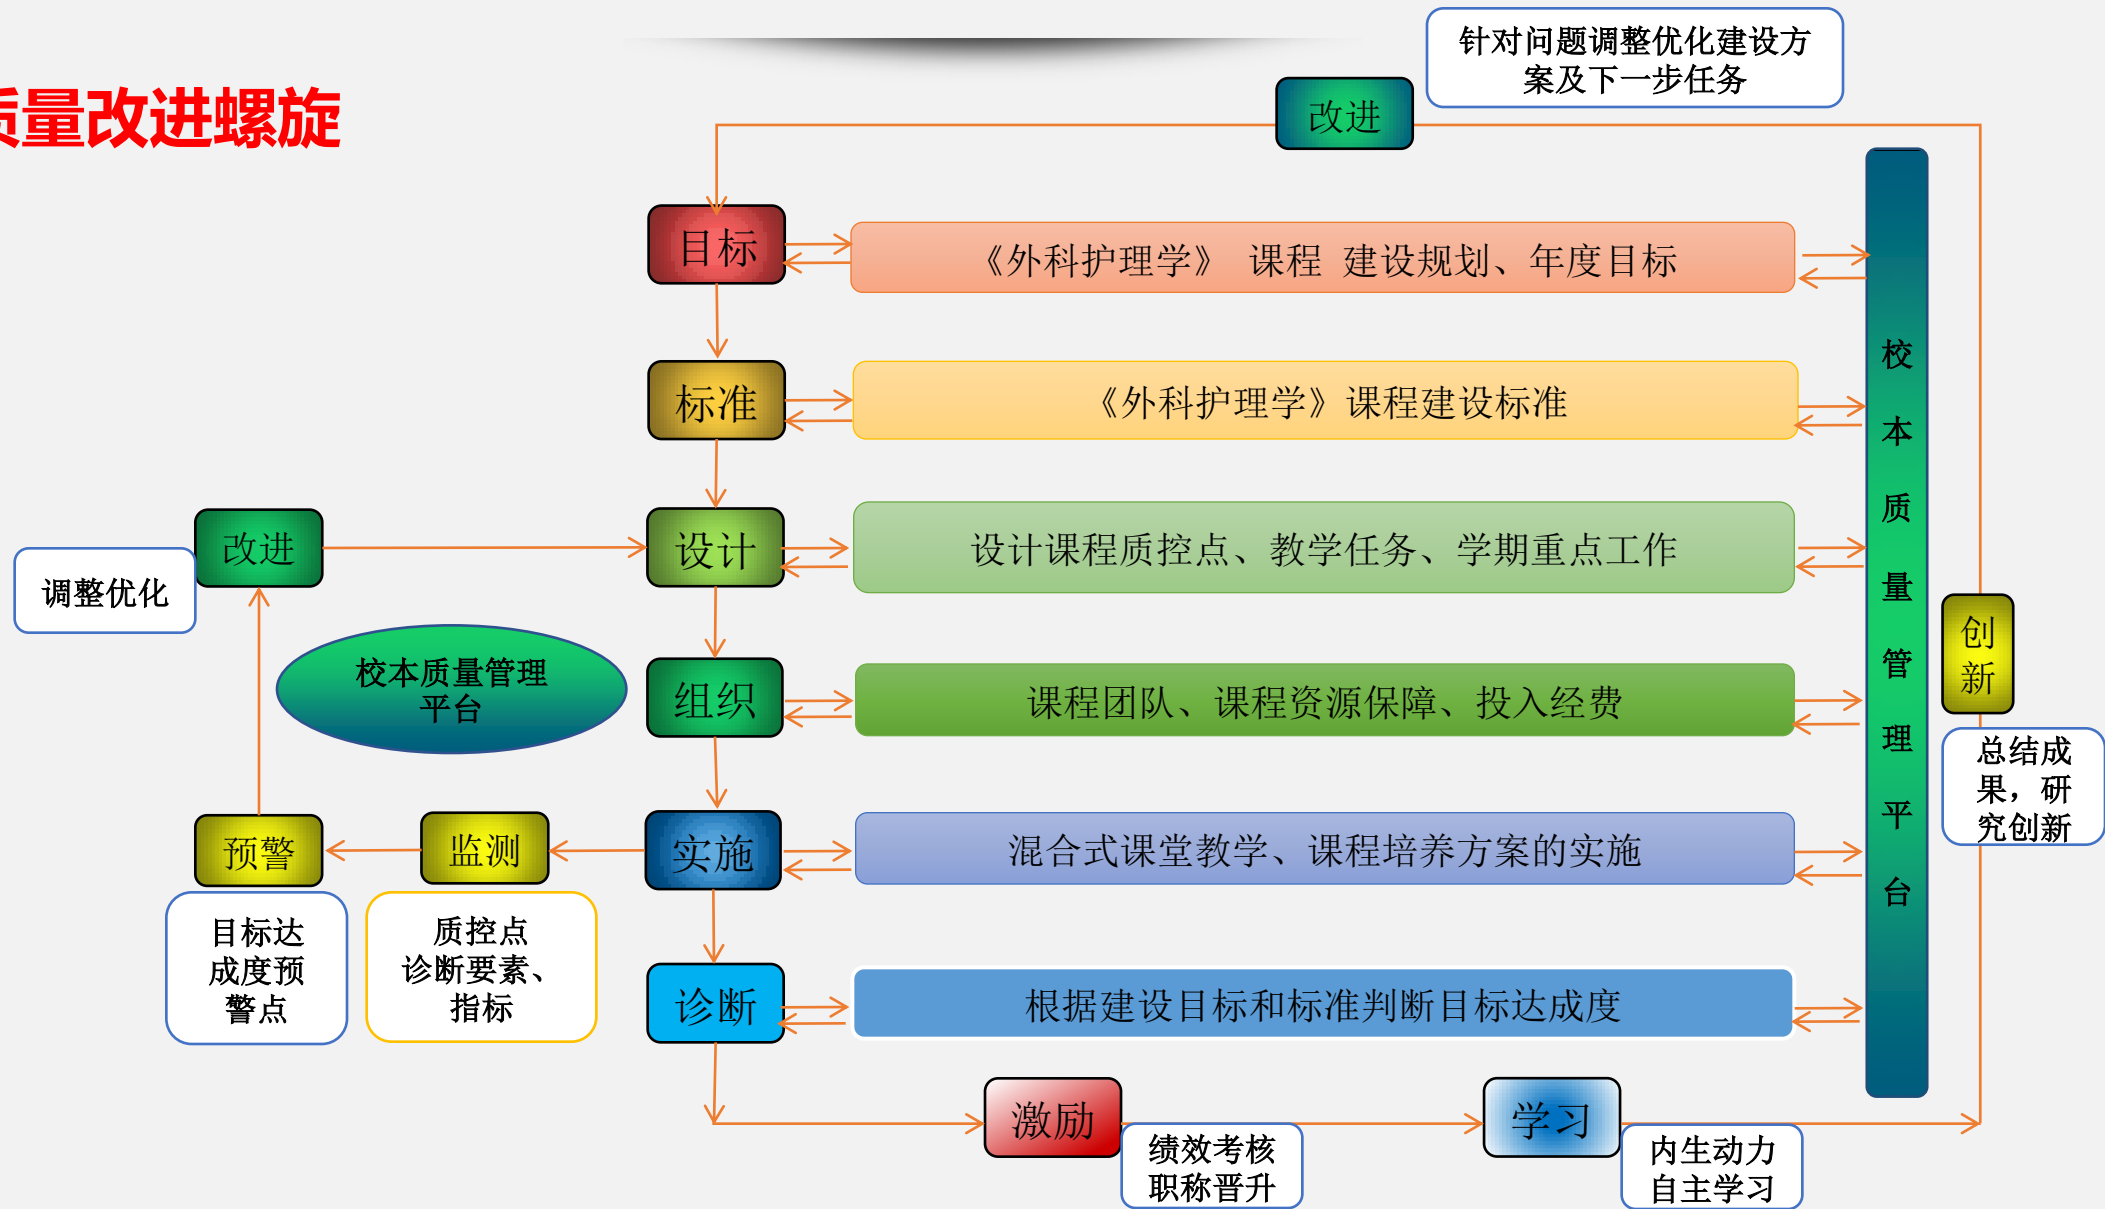 质量改进螺旋
针对问题调整优化建设方
案及下一步任务
改进
目标
《外科护理学》 课程 建设规划、年度目标
标准
《外科护理学》课程建设标准
改进
调整优化
设计
设计课程质控点、教学任务、学期重点工作
校本质量管理
平台
组织
课程团队、课程资源保障、投入经费
校
本
质
量
管
理
平
台
创
新
总结成
果，研
究创新
预警
监测
实施
混合式课堂教学、课程培养方案的实施
目标达
成度预
警点
质控点
诊断要素、
指标
诊断
根据建设目标和标准判断目标达成度
激励
绩效考核
职称晋升
学习
内生动力
自主学习